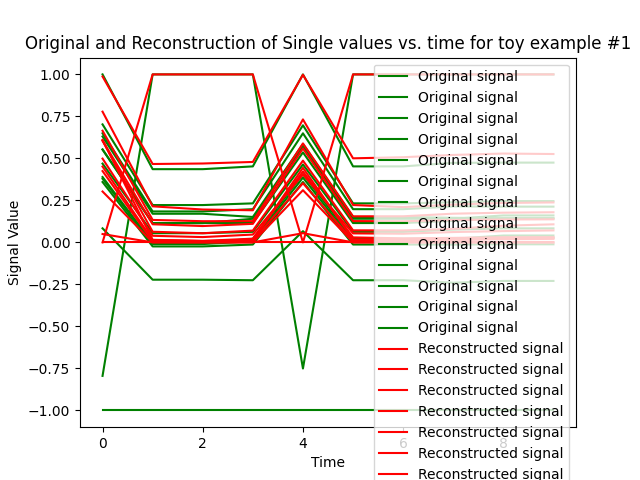 Original and Reconstruction of Single values vs. time for toy example #1
1.00
0.75
0.50
0.25
0.00
−0.25
−0.50
−0.75
−1.00
Signal Value
0
2
4
6
8
Time
Original signal
Original signal
Original signal
Original signal
Original signal
Original signal
Original signal
Original signal
Original signal
Original signal
Original signal
Original signal
Original signal
Reconstructed signal
Reconstructed signal
Reconstructed signal
Reconstructed signal
Reconstructed signal
Reconstructed signal
Reconstructed signal